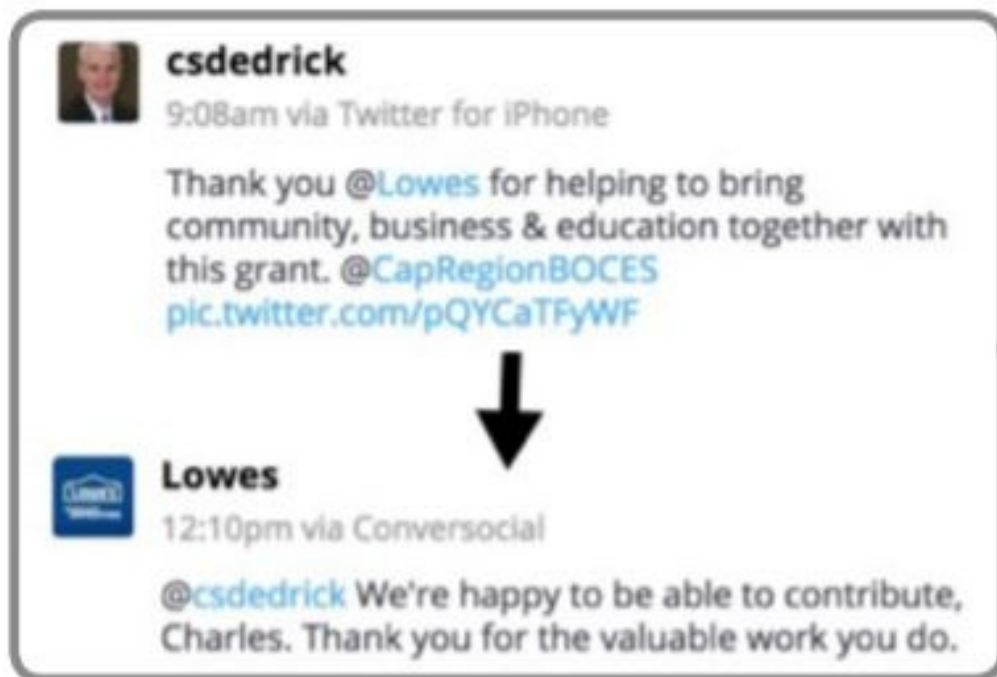 csdedrick
9:08am via Twitter for iPhone
Thank you @Lowes for helping to bring
community, business & education together with
this grant. @CapRegionBOCES
pic.twitter.com/pQYCaTFyWF
Lowes
12:10pm via Conversocial
LOWE'S
@csdedrick We're happy to be able to contribute,
Charles. Thank you for the valuable work you do.